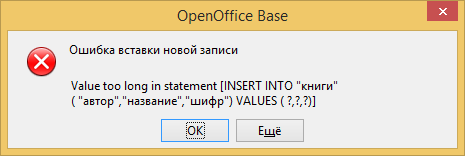 OpenOffice Base
Ошибка вставки новой записи
Value too long in statement [INSERT INTO "книги"
( "автор","название","шифр") VALUES ( ?,?,?)]
OK
Ещё